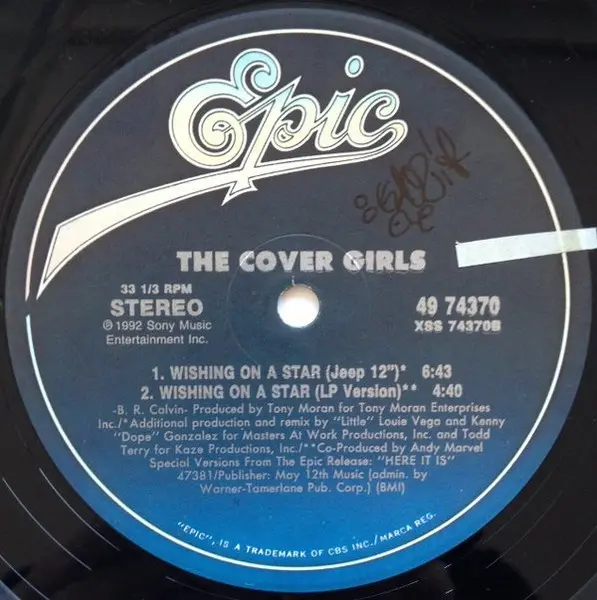 Epic
THE COVER GIRLS
33 1/3 RPM
STEREO
℗ 1992 Sony Music
Entertainment Inc.
49 74370
XSS 74370B
1. WISHING ON A STAR (Jeep 12")* 6:43
2. WISHING ON A STAR (LP Version)** 4:40
-B. R. Calvin- Produced by Tony Moran for Tony Moran Enterprises
Inc./*Additional production and remix by "Little" Louie Vega and Kenny
"Dope" Gonzalez for Masters At Work Productions, Inc. and Todd
Terry for Kaze Productions, Inc./**Co-Produced by Andy Marvel
Special Versions From The Epic Release: "HERE IT IS"
47381/Publisher: May 12th Music (admin. by
Warner-Tamerlane Pub. Corp.) (BMI)
"EPIC", IS A TRADEMARK OF CBS INC./MARCA REG.